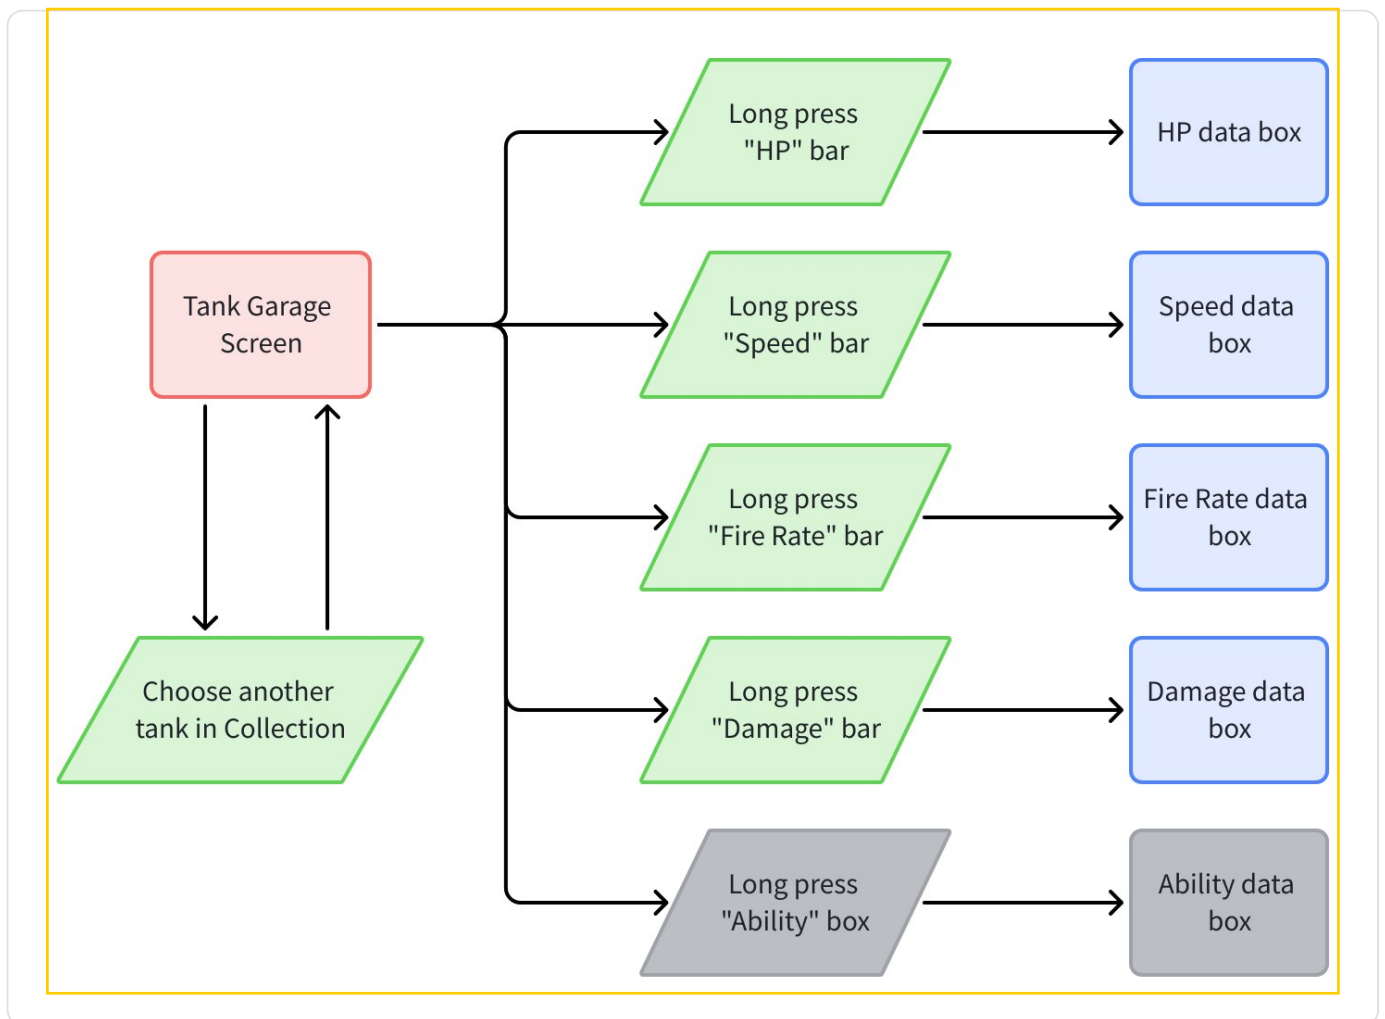 Long press
"HP" bar
HP data box
Tank Garage
Screen
Long press
"Speed" bar
Speed data
box
Long press
"Fire Rate" bar
Fire Rate data
box
Choose another
tank in Collection
Long press
"Damage" bar
Damage data
box
Long press
"Ability" box
Ability data
box